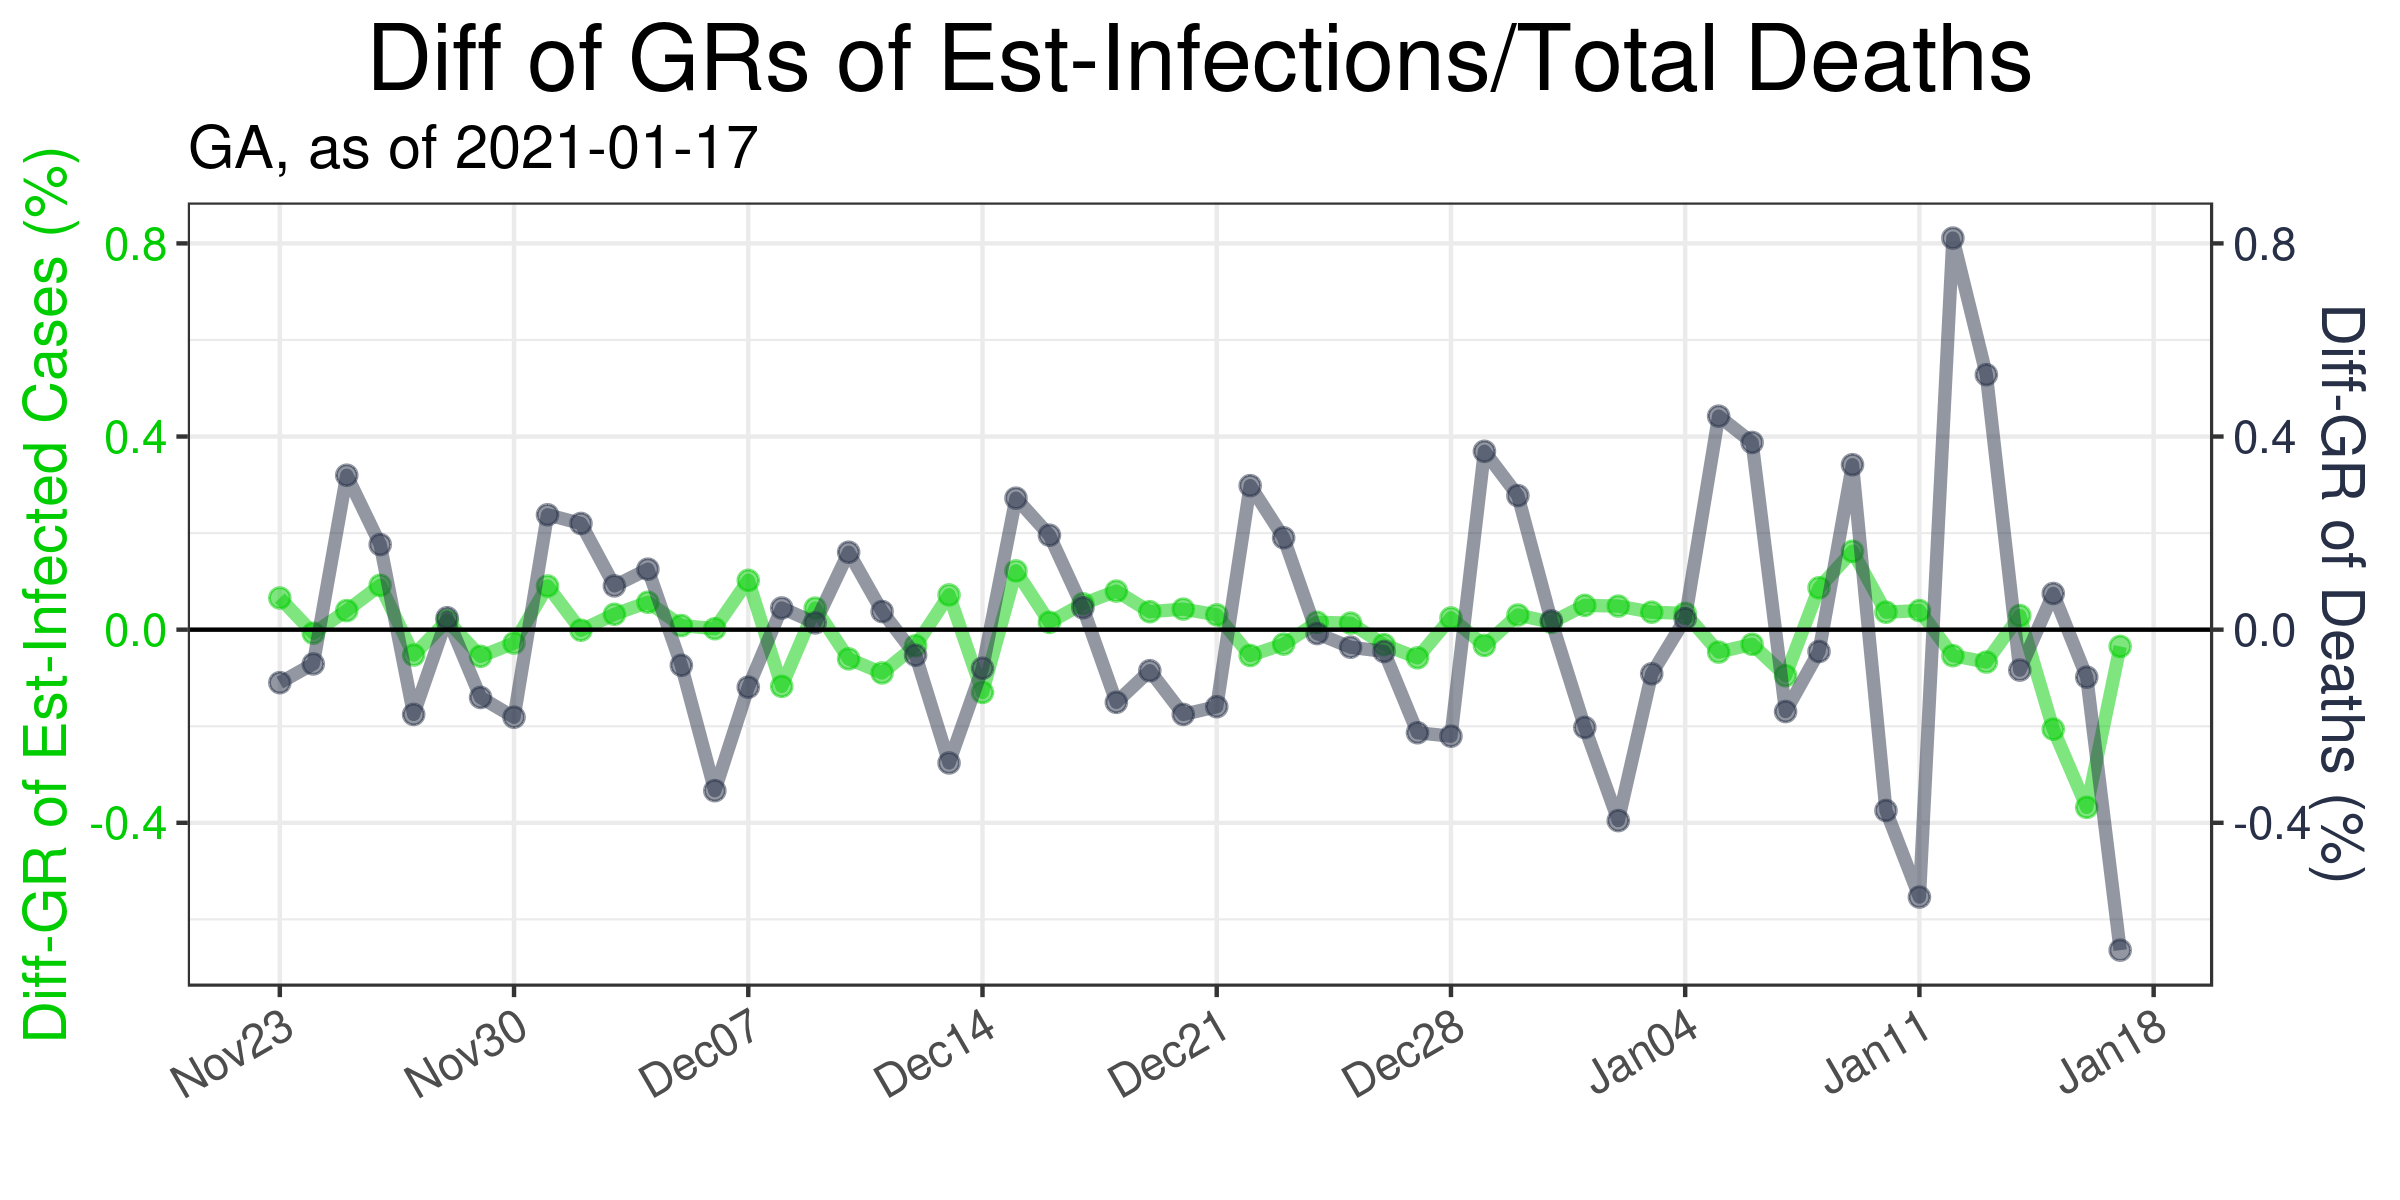 Diff of GRs of Est-Infections/Total Deaths
GA, as of 2021-01-17
Diff-GR of Est-Infected Cases (%)
0.8
0.4
0.0
-0.4
0.8
0.4
0.0
-0.4
Diff-GR of Deaths (%)
Nov23
Nov30
Dec07
Dec14
Dec21
Dec28
Jan04
Jan11
Jan18